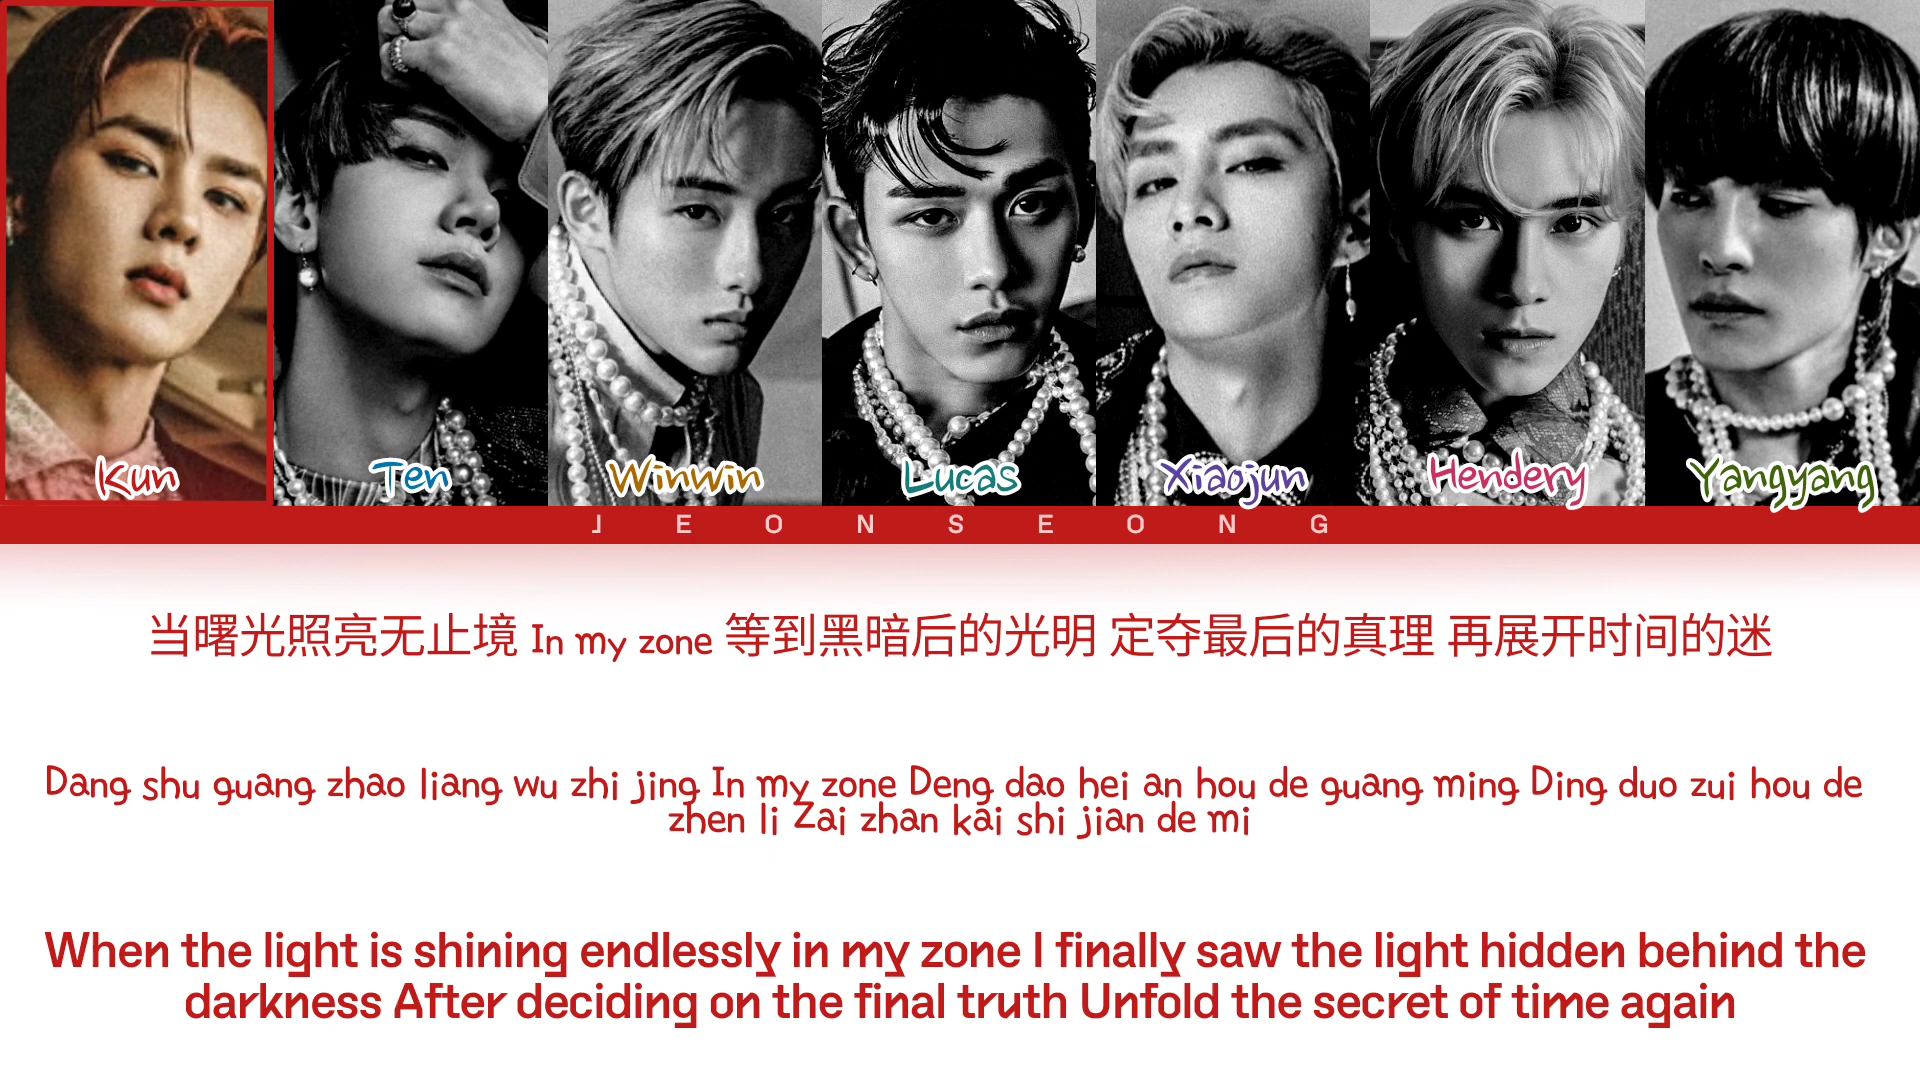 Kun
Ten
Winwin
Lucas
Xiaojun
Hendery
Yangyang
JEONSEONG
当曙光照亮无止境 In my zone 等到黑暗后的光明 定夺最后的真理 再展开时间的迷
Dang shu guang zhao liang wu zhi jing In my zone Deng dao hei an hou de guang ming Ding duo zui hou de
zhen li Zai zhan kai shi jian de mi
When the light is shining endlessly in my zone I finally saw the light hidden behind the
darkness After deciding on the final truth Unfold the secret of time again